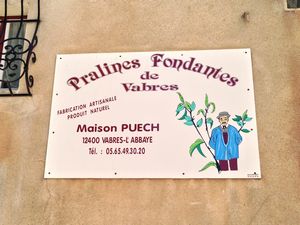 Pralines Fondantes
de
Vabres
FABRICATION ARTISANALE
PRODUIT NATUREL
Maison PUECH
12400 VABRES-L'ABBAYE
Tél. : 05.65.49.30.20